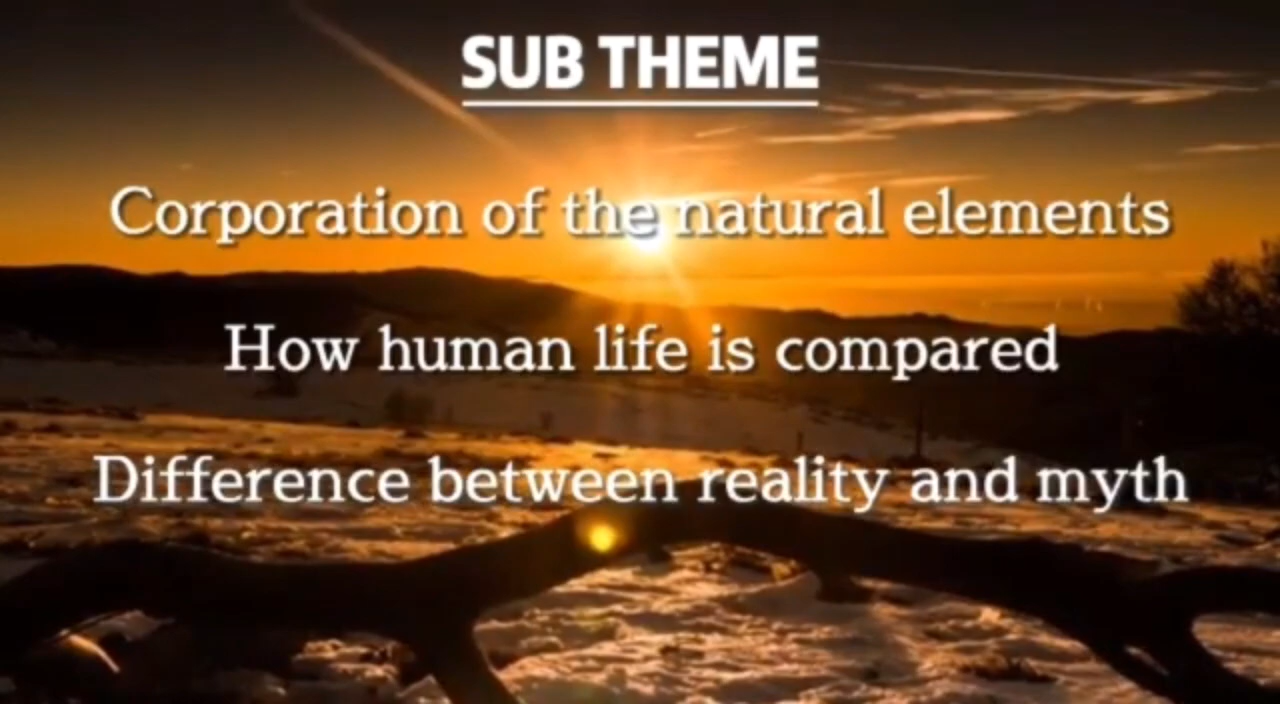 SUB THEME
Corporation of the natural elements
How human life is compared
Difference between reality and myth